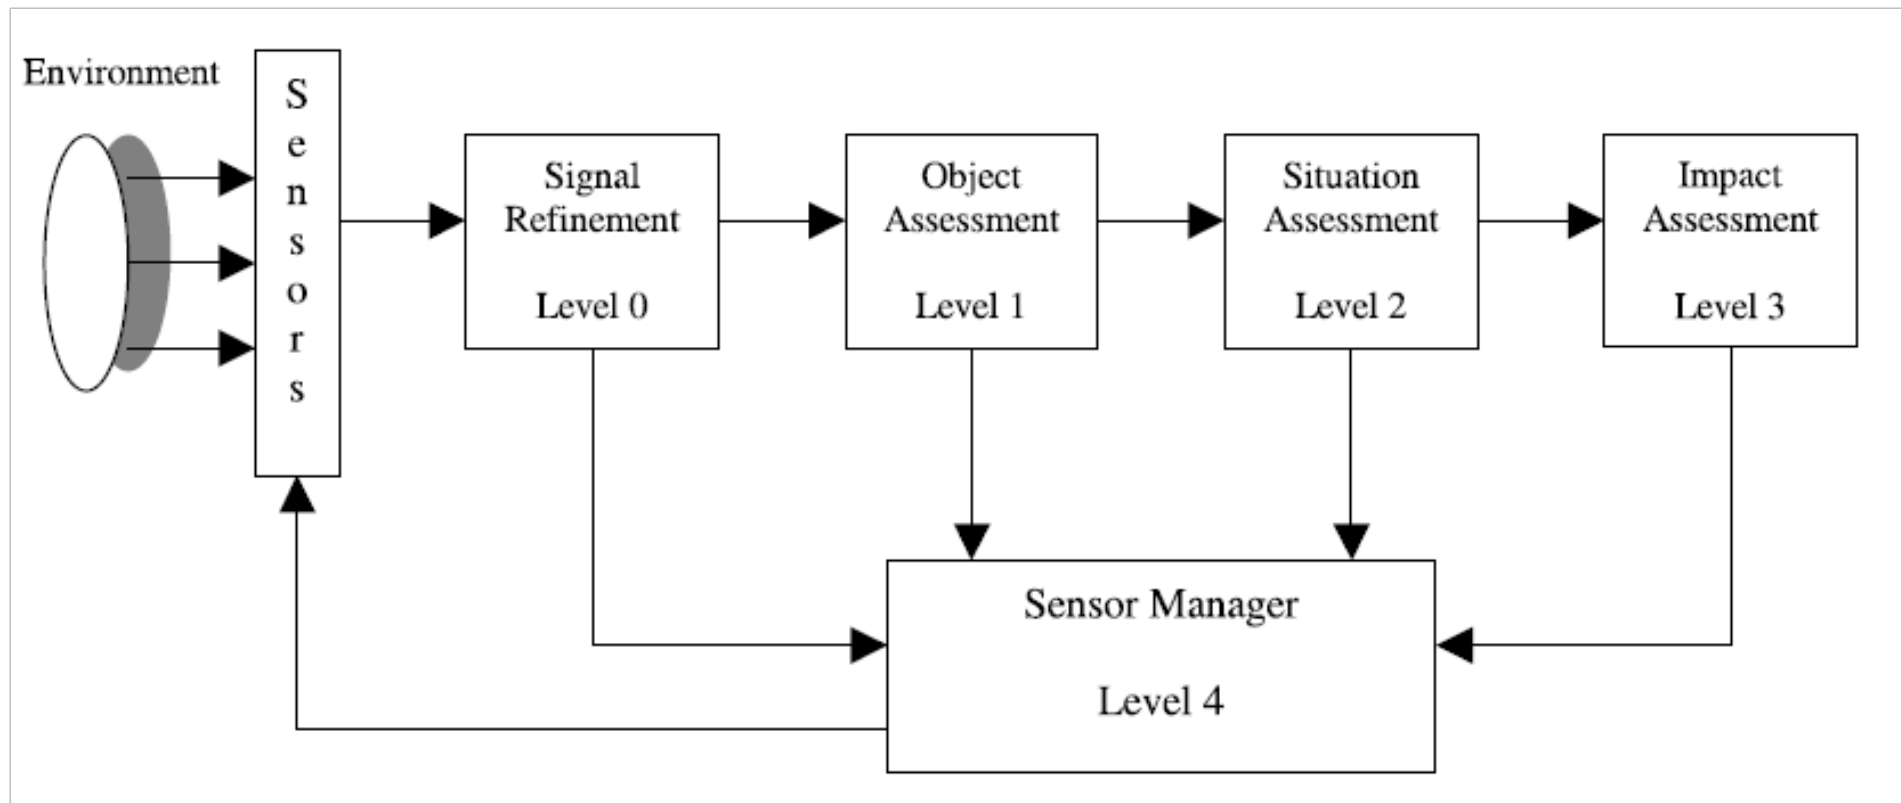 Environment
Sensors
Signal
Refinement
Level 0
Object
Assessment
Level 1
Situation
Assessment
Level 2
Impact
Assessment
Level 3
Sensor Manager
Level 4